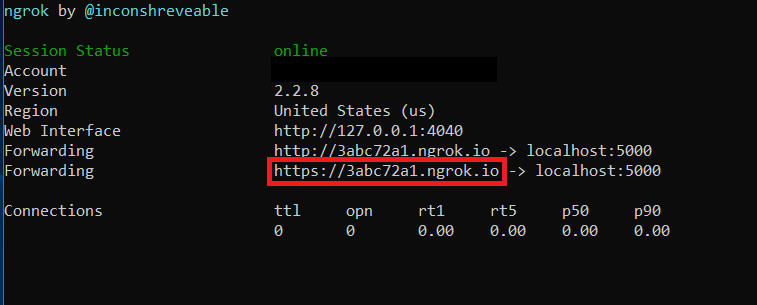 ngrok by @inconshreveable
Session Status online
Account
Version 2.2.8
Region United States (us)
Web Interface http://127.0.0.1:4040
Forwarding http://3abc72a1.ngrok.io -> localhost:5000
Forwarding https://3abc72a1.ngrok.io -> localhost:5000
Connections ttl opn rt1 rt5 p50 p90
0 0 0.00 0.00 0.00 0.00